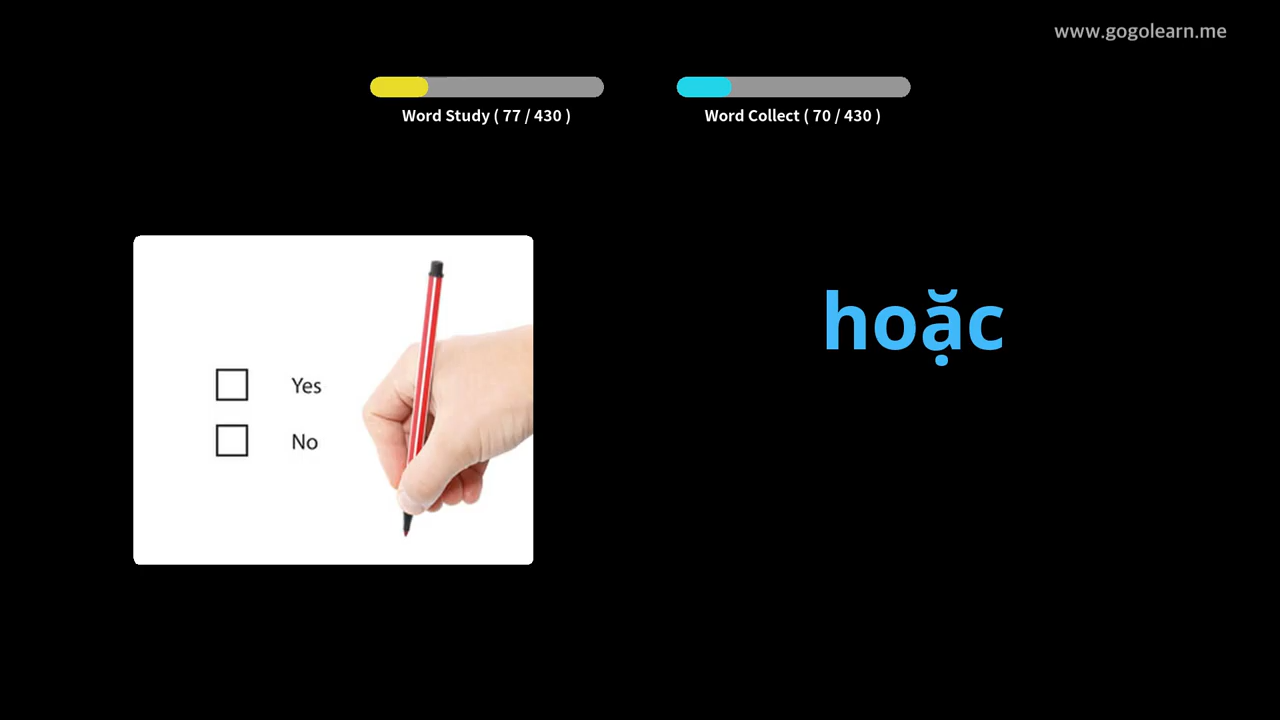 www.gogolearn.me
Word Study ( 77 / 430 )
Word Collect ( 70 / 430 )
Yes
No
hoặc